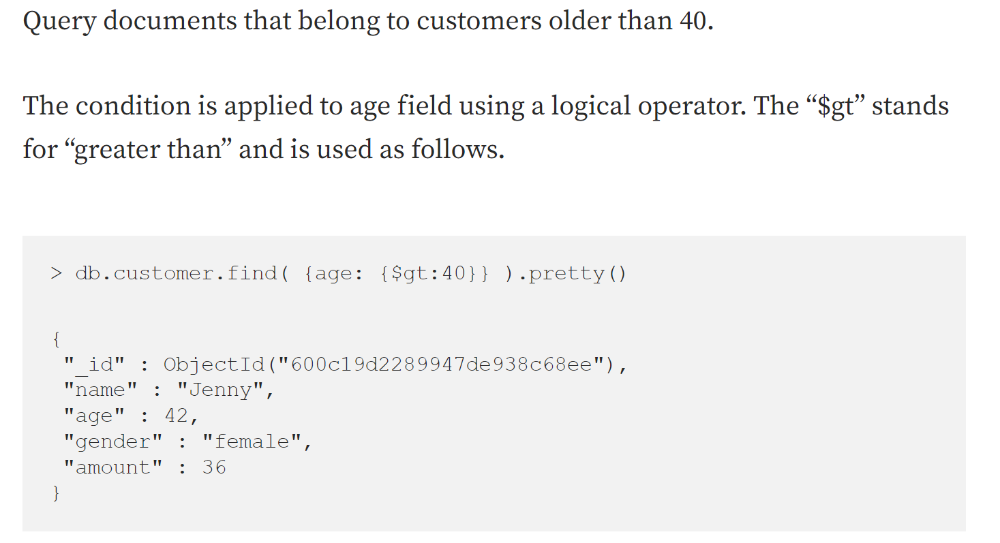 Query documents that belong to customers older than 40.
The condition is applied to age field using a logical operator. The “$gt” stands
for “greater than” and is used as follows.
> db.customer.find( {age: {$gt:40}} ).pretty()
{
"_id" : ObjectId("600c19d2289947de938c68ee"),
"name" : "Jenny",
"age" : 42,
"gender" : "female",
"amount" : 36
}